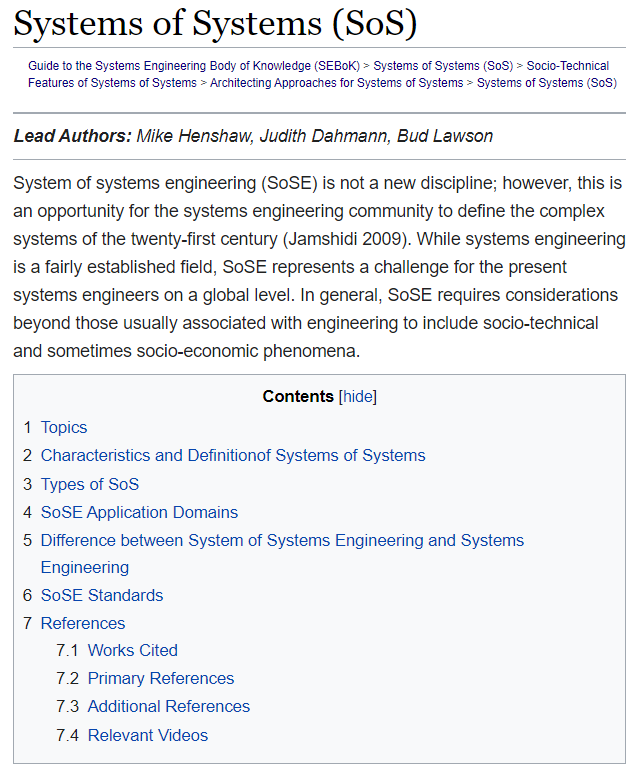 Systems of Systems (SoS)
Guide to the Systems Engineering Body of Knowledge (SEBoK) > Systems of Systems (SoS) > Socio-Technical
Features of Systems of Systems > Architecting Approaches for Systems of Systems > Systems of Systems (SoS)
Lead Authors: Mike Henshaw, Judith Dahmann, Bud Lawson
System of systems engineering (SoSE) is not a new discipline; however, this is
an opportunity for the systems engineering community to define the complex
systems of the twenty-first century (Jamshidi 2009). While systems engineering
is a fairly established field, SoSE represents a challenge for the present
systems engineers on a global level. In general, SoSE requires considerations
beyond those usually associated with engineering to include socio-technical
and sometimes socio-economic phenomena.
Contents [hide]
1 Topics
2 Characteristics and Definitionof Systems of Systems
3 Types of SoS
4 SoSE Application Domains
5 Difference between System of Systems Engineering and Systems
Engineering
6 SoSE Standards
7 References
7.1 Works Cited
7.2 Primary References
7.3 Additional References
7.4 Relevant Videos